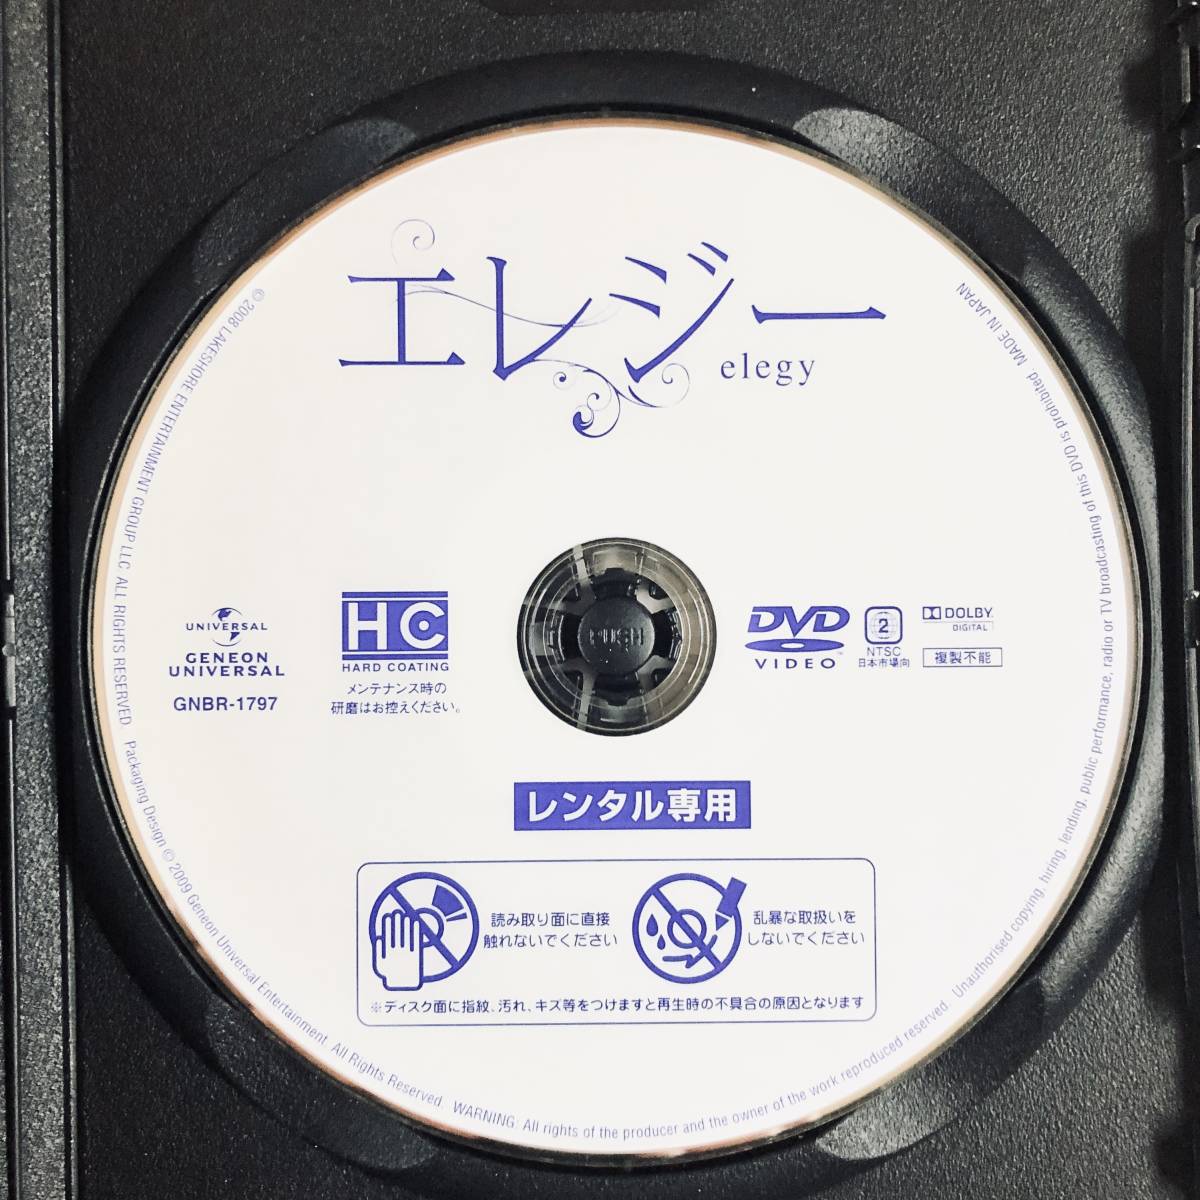 エレジー
elegy
UNIVERSAL
GENEON
UNIVERSAL
GNBR-1797
HC
HARD COATING
メンテナンス時の
研磨はお控えください。
PUSH
DVD
VIDEO
2
NTSC
日本市場向
DOLBY
DIGITAL
複製不能
レンタル専用
読み取り面に直接
触れないでください
乱暴な取扱いを
しないでください
※ディスク面に指紋、汚れ、キズ等をつけますと再生時の不具合の原因となります
©2008 LAKESHORE ENTERTAINMENT GROUP LLC ALL RIGHTS RESERVED. Packaging Design © 2009 Geneon Universal Entertainment. All Rights Reserved. WARNING: All rights of the producer and the owner of the work reproduced reserved. Unauthorised copying, hiring, lending, public performance, radio or TV broadcasting of this DVD is prohibited. MADE IN JAPAN